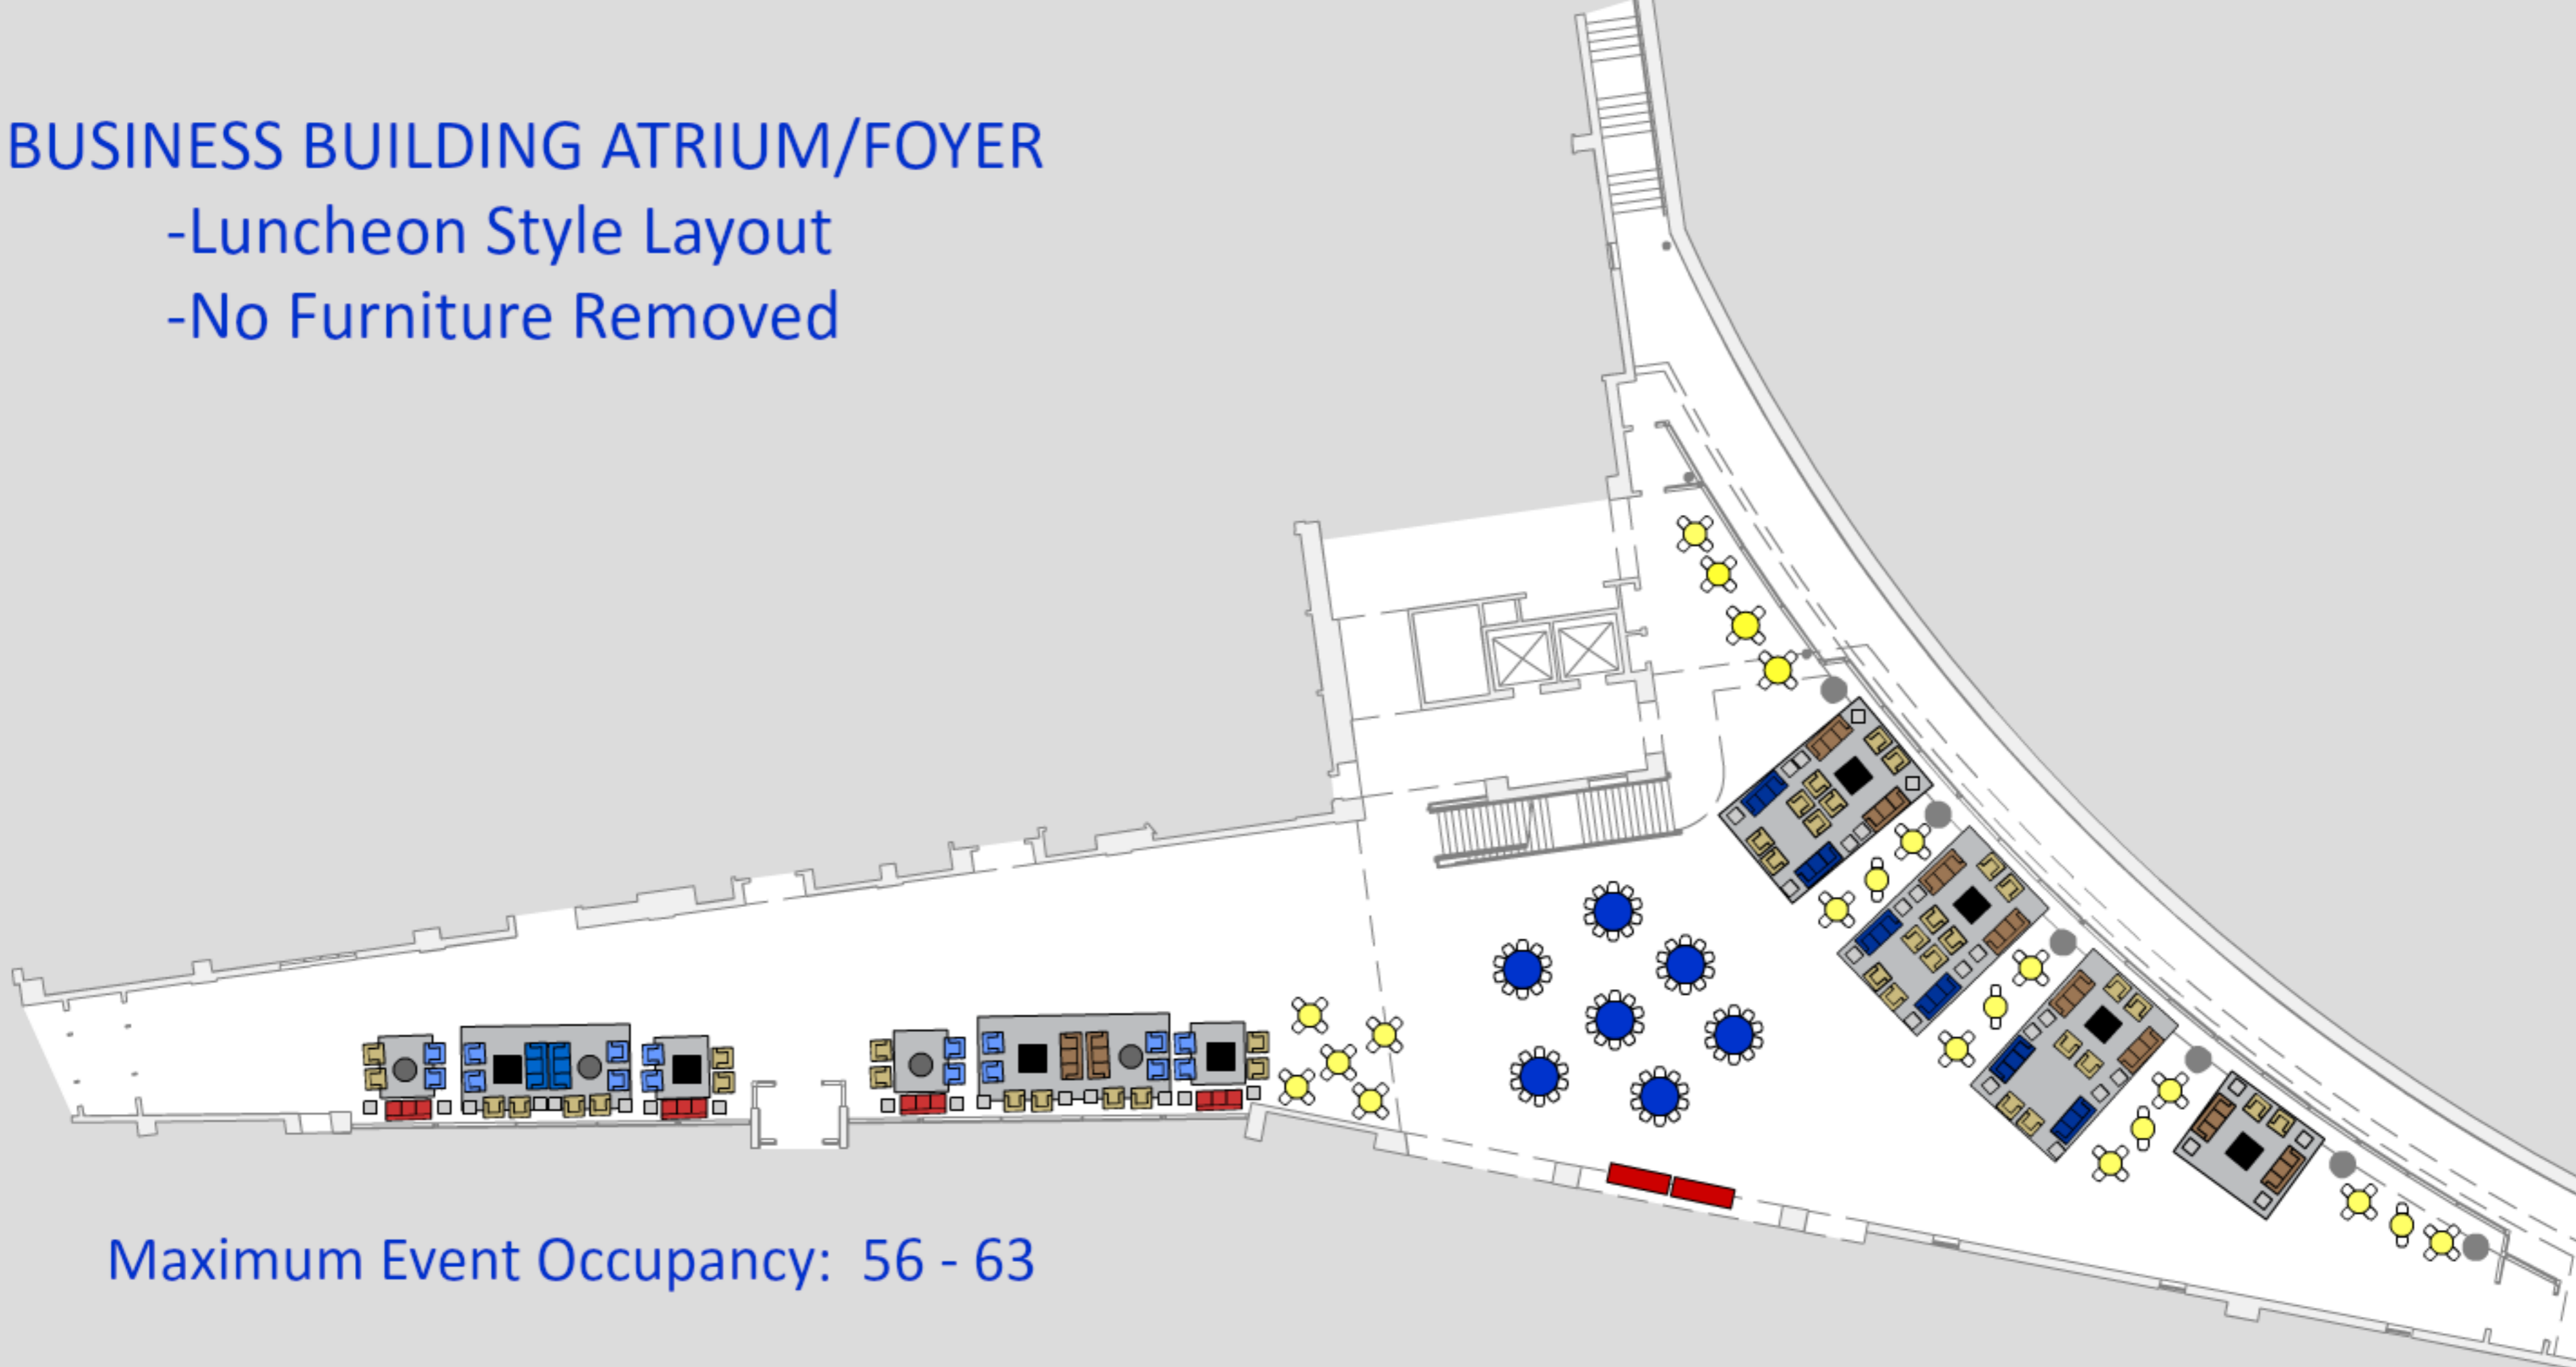 BUSINESS BUILDING ATRIUM/FOYER
-Luncheon Style Layout
-No Furniture Removed
Maximum Event Occupancy: 56 - 63